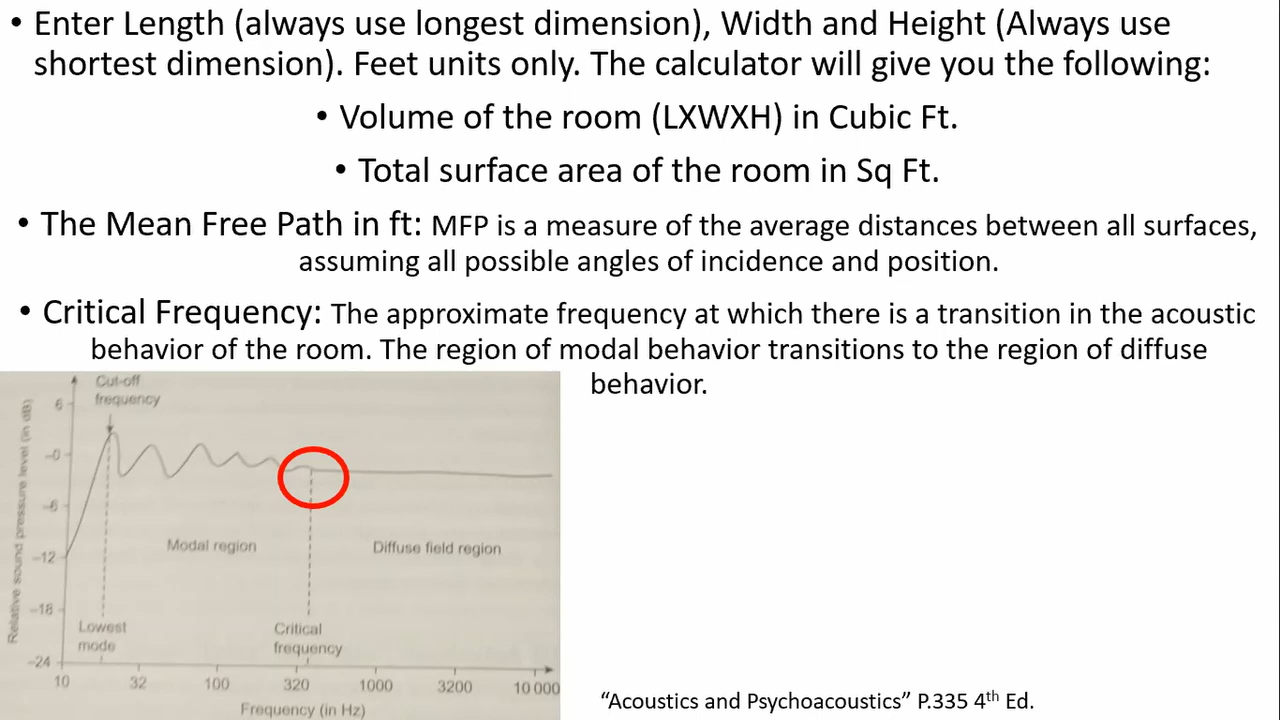 • Enter Length (always use longest dimension), Width and Height (Always use
shortest dimension). Feet units only. The calculator will give you the following:
• Volume of the room (LXWXH) in Cubic Ft.
• Total surface area of the room in Sq Ft.
• The Mean Free Path in ft: MFP is a measure of the average distances between all surfaces,
assuming all possible angles of incidence and position.
• Critical Frequency: The approximate frequency at which there is a transition in the acoustic
behavior of the room. The region of modal behavior transitions to the region of diffuse
behavior.
Cut-off
frequency
Relative sound pressure level (in dB)
6
–0
–6
–12
–18
–24
Modal region
Diffuse field region
Lowest
mode
Critical
frequency
10 32 100 320 1000 3200 10 000
Frequency (in Hz)
“Acoustics and Psychoacoustics” P.335 4th Ed.